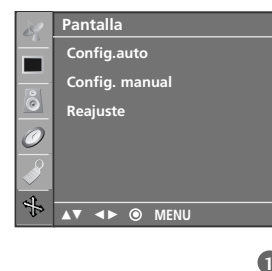 Pantalla
Config.auto
Config. manual
Reajuste
▲▼ ◄► ◉ MENU
1